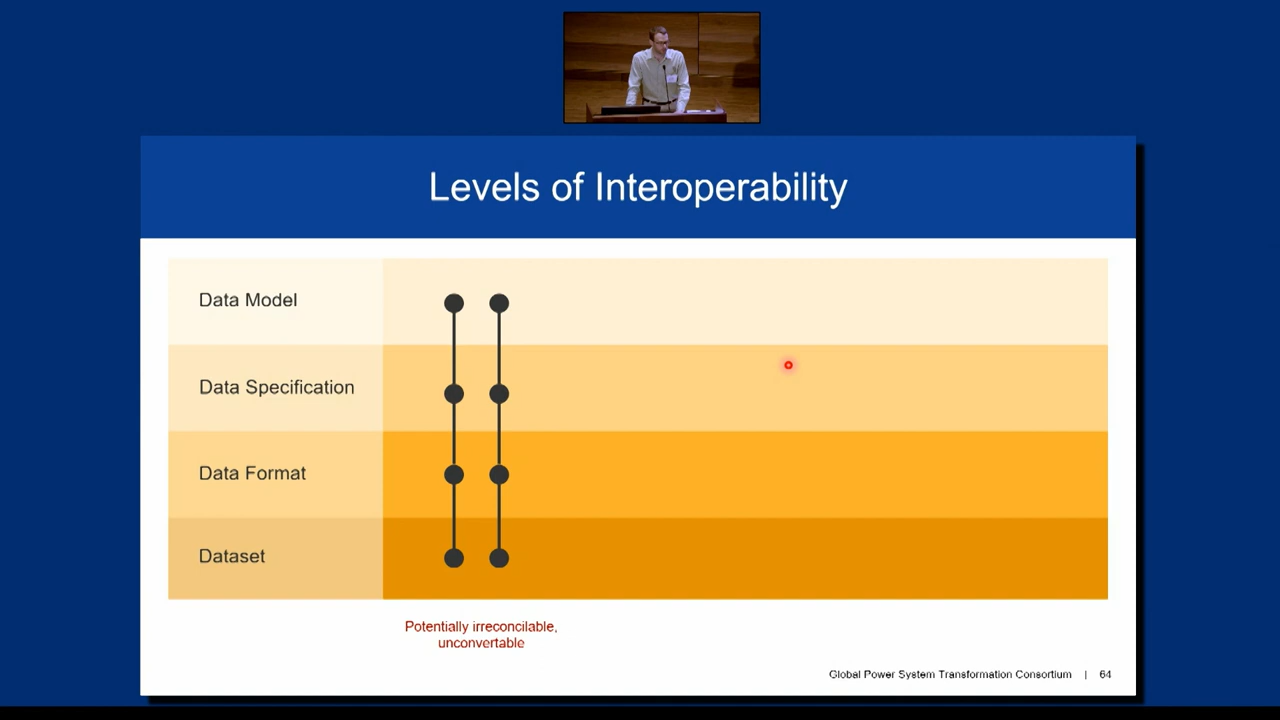 Levels of Interoperability
Data Model
Data Specification
Data Format
Dataset
Potentially irreconcilable,
unconvertable
Global Power System Transformation Consortium | 64